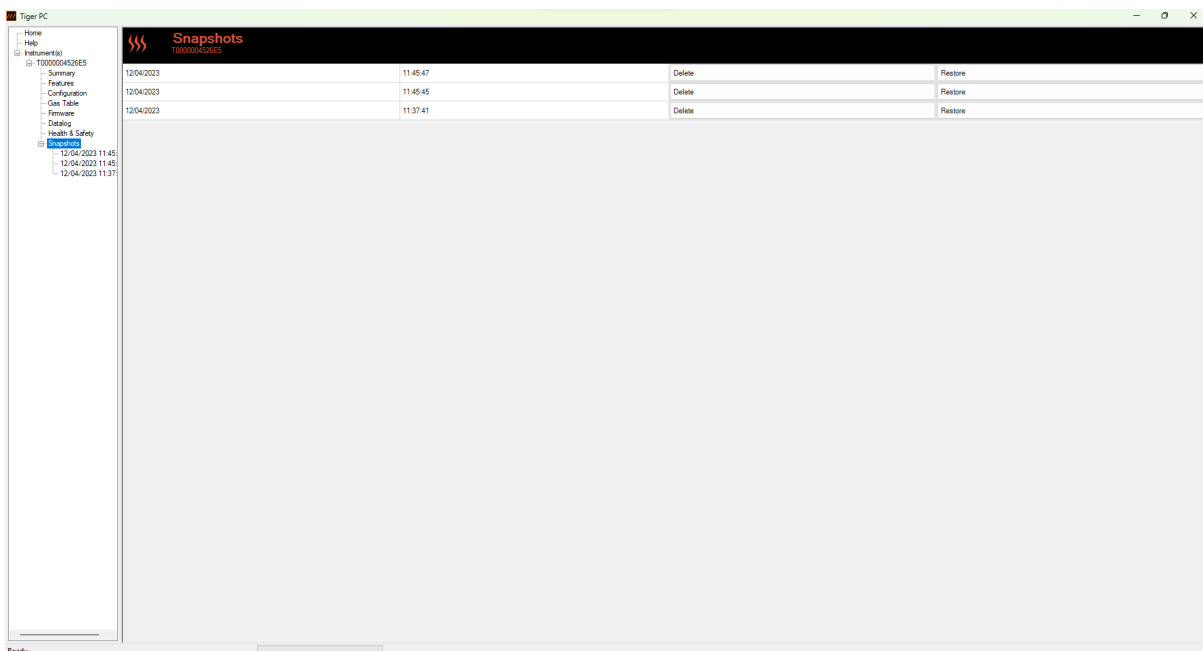 Tiger PC
Home
Help
Instrument(s)
T0000004526E5
Summary
Features
Configuration
Gas Table
Firmware
Datalog
Health & Safety
Snapshots
12/04/2023 11:45:
12/04/2023 11:45:
12/04/2023 11:37:
Snapshots
T0000004526E5
12/04/2023 11:45:47 Delete Restore
12/04/2023 11:45:45 Delete Restore
12/04/2023 11:37:41 Delete Restore
Ready